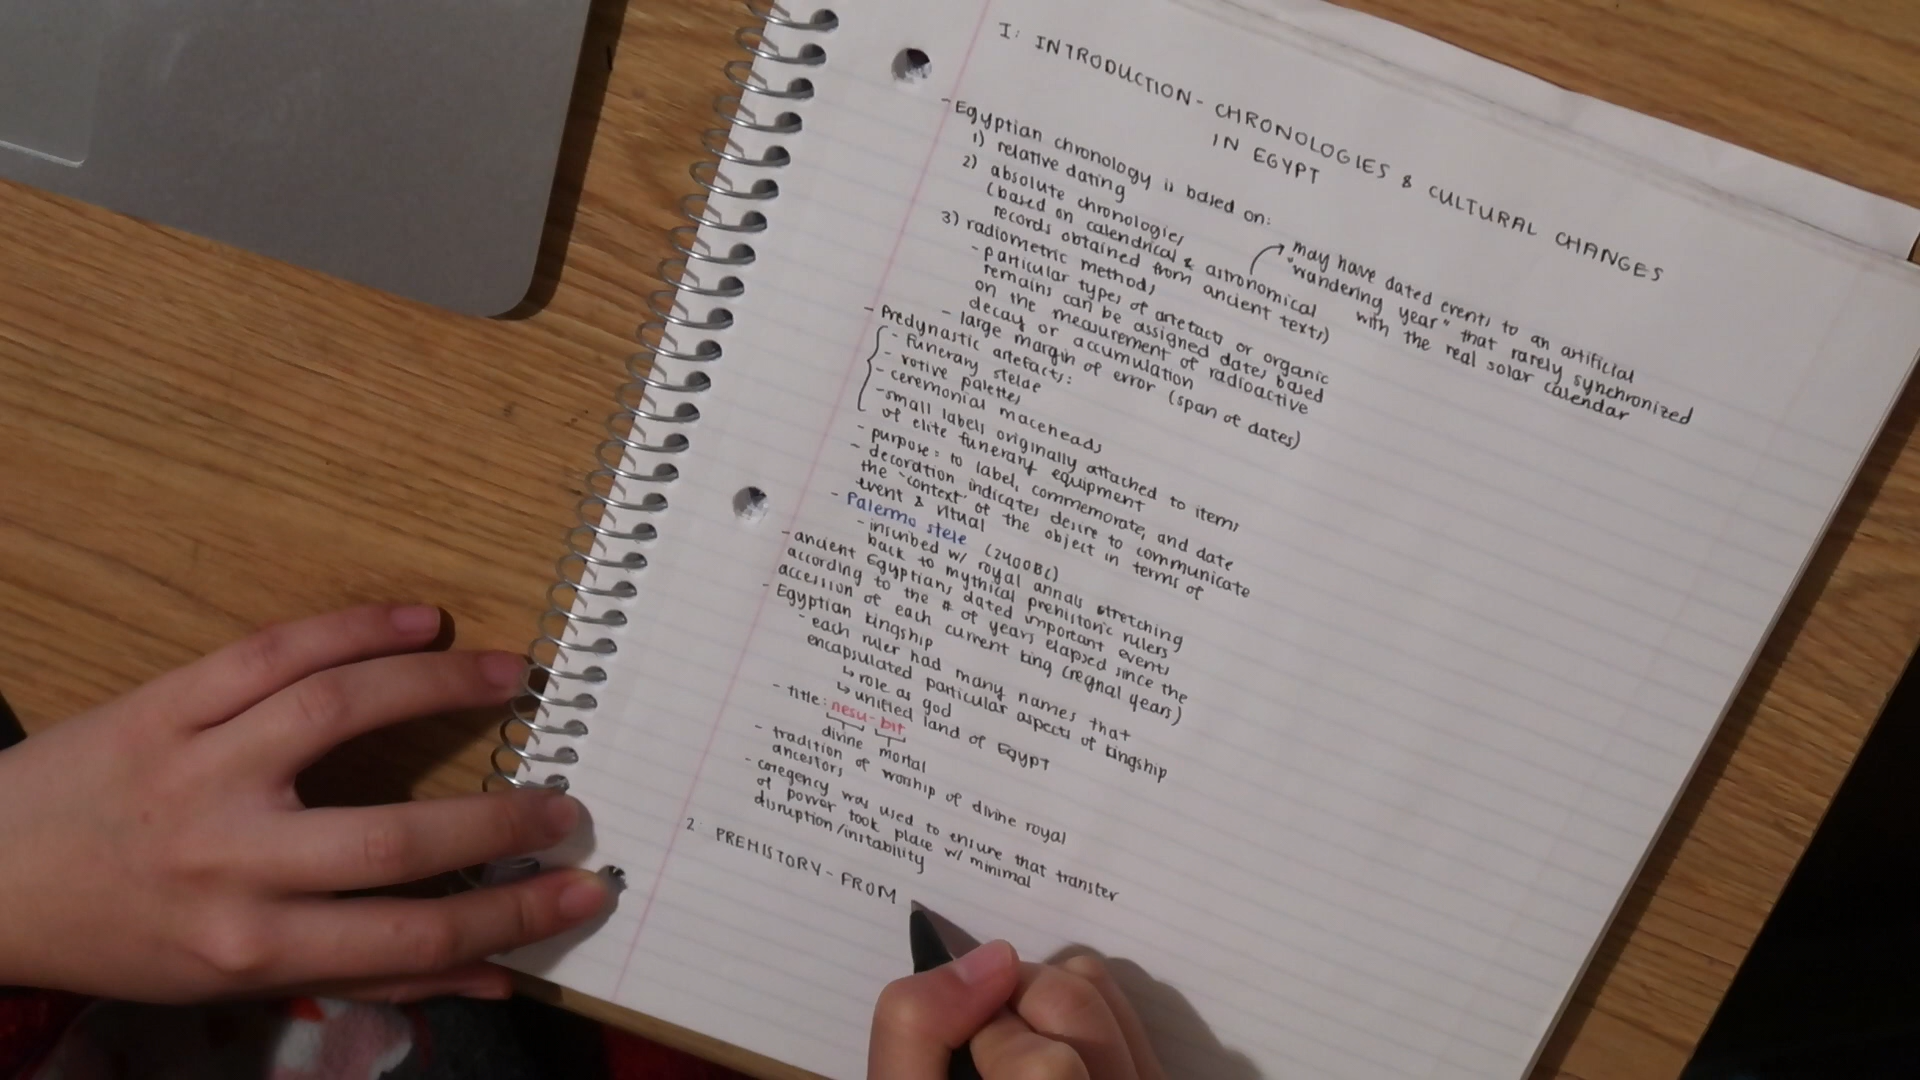 I: INTRODUCTION - CHRONOLOGIES & CULTURAL CHANGES
IN EGYPT
- Egyptian chronology is based on:
1) relative dating
2) absolute chronologies
(based on calendrical & astronomical
records obtained from ancient texts)
may have dated events to an artificial
"wandering year" that rarely synchronized
with the real solar calendar
3) radiometric methods
- particular types of artefacts or organic
remains can be assigned dates based
on the measurement of radioactive
decay or accumulation
- large margin of error (span of dates)
- Predynastic artefacts:
- funerary stelae
- votive palettes
- ceremonial maceheads
- small labels originally attached to items
of elite funerary equipment
- purpose: to label, commemorate, and date
- decoration indicates desire to communicate
the 'context' of the object in terms of
event & ritual
- Palermo stele (2400BC)
- inscribed w/ royal annals stretching
back to mythical prehistoric rulers
- ancient Egyptians dated important events
according to the # of years elapsed since the
accession of each current king (regnal years)
- Egyptian kingship
- each ruler had many names that
encapsulated particular aspects of kingship
↳ role as god
↳ unified land of Egypt
- title: nesu-bit
divine mortal
- tradition of worship of divine royal
ancestors
- coregency was used to ensure that transfer
of power took place w/ minimal
disruption/instability
2: PREHISTORY - FROM